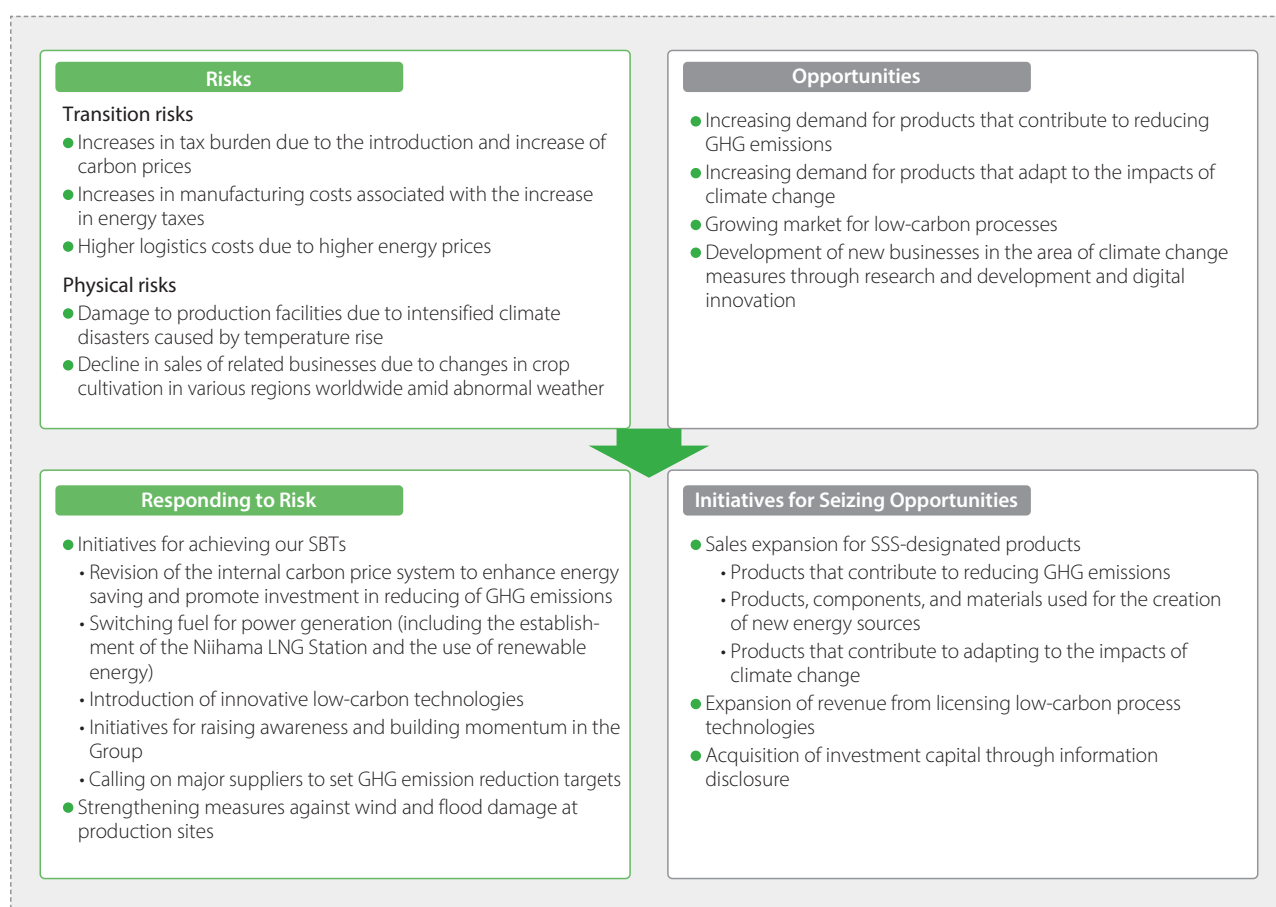 Risks
Transition risks
● Increases in tax burden due to the introduction and increase of
carbon prices
● Increases in manufacturing costs associated with the increase
in energy taxes
● Higher logistics costs due to higher energy prices
Physical risks
● Damage to production facilities due to intensified climate
disasters caused by temperature rise
● Decline in sales of related businesses due to changes in crop
cultivation in various regions worldwide amid abnormal weather
Opportunities
● Increasing demand for products that contribute to reducing
GHG emissions
● Increasing demand for products that adapt to the impacts of
climate change
● Growing market for low-carbon processes
● Development of new businesses in the area of climate change
measures through research and development and digital
innovation
Responding to Risk
● Initiatives for achieving our SBTs
• Revision of the internal carbon price system to enhance energy
saving and promote investment in reducing of GHG emissions
• Switching fuel for power generation (including the establish-
ment of the Niihama LNG Station and the use of renewable
energy)
• Introduction of innovative low-carbon technologies
• Initiatives for raising awareness and building momentum in the
Group
• Calling on major suppliers to set GHG emission reduction targets
● Strengthening measures against wind and flood damage at
production sites
Initiatives for Seizing Opportunities
● Sales expansion for SSS-designated products
• Products that contribute to reducing GHG emissions
• Products, components, and materials used for the creation
of new energy sources
• Products that contribute to adapting to the impacts of
climate change
● Expansion of revenue from licensing low-carbon process
technologies
● Acquisition of investment capital through information
disclosure